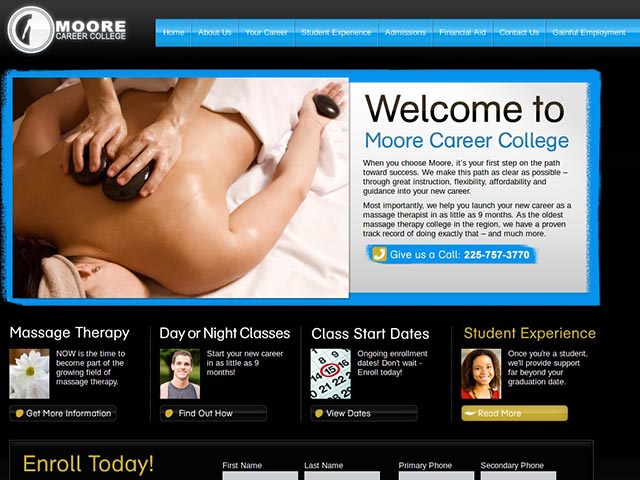 MOORE
CAREER COLLEGE
Home
About Us
Your Career
Student Experience
Admissions
Financial Aid
Contact Us
Gainful Employment
Welcome to
Moore Career College
When you choose Moore, it's your first step on the path
toward success. We make this path as clear as possible –
through great instruction, flexibility, affordability and
guidance into your new career.
Most importantly, we help you launch your new career as a
massage therapist in as little as 9 months. As the oldest
massage therapy college in the region, we have a proven
track record of doing exactly that – and much more.
Give us a Call: 225-757-3770
Massage Therapy
NOW is the time to
become part of the
growing field of
massage therapy.
Get More Information
Day or Night Classes
Start your new career
in as little as 9
months!
Find Out How
Class Start Dates
14 15 16
21 22 23
28 29
Ongoing enrollment
dates! Don't wait -
Enroll today!
View Dates
Student Experience
Once you're a student,
we'll provide support
far beyond your
graduation date.
Read More
Enroll Today!
First Name
Last Name
Primary Phone
Secondary Phone